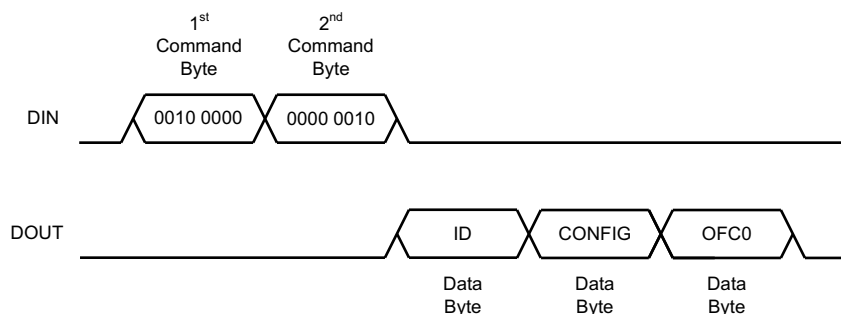 1st
Command
Byte
2nd
Command
Byte
DIN
0010 0000
0000 0010
DOUT
ID
CONFIG
OFC0
Data
Byte
Data
Byte
Data
Byte